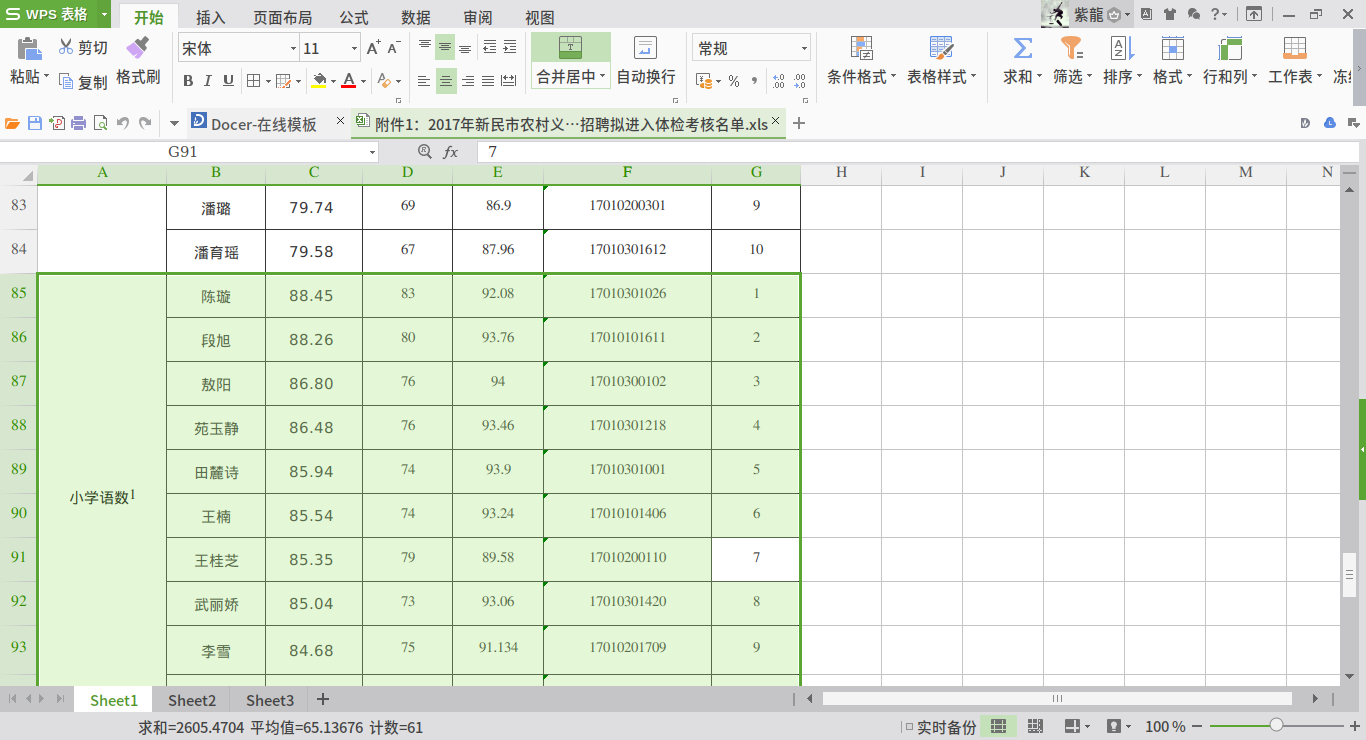 WPS 表格 开始 插入 页面布局 公式 数据 审阅 视图 紫龍 ?
粘贴 剪切 复制 格式刷 宋体 11 A+ A- B I U A 合并居中 自动换行 常规 % 条件格式 表格样式 求和 筛选 排序 格式 行和列 工作表 冻
Docer-在线模板 × 附件1：2017年新民市农村义…招聘拟进入体检考核名单.xls × +
G91 fx 7
A B C D E F G H I J K L M N
83 潘璐 79.74 69 86.9 17010200301 9
84 潘育瑶 79.58 67 87.96 17010301612 10
85 陈璇 88.45 83 92.08 17010301026 1
86 段旭 88.26 80 93.76 17010101611 2
87 敖阳 86.80 76 94 17010300102 3
88 苑玉静 86.48 76 93.46 17010301218 4
89 田麓诗 85.94 74 93.9 17010301001 5
小学语数1
90 王楠 85.54 74 93.24 17010101406 6
91 王桂芝 85.35 79 89.58 17010200110 7
92 武丽娇 85.04 73 93.06 17010301420 8
93 李雪 84.68 75 91.134 17010201709 9
Sheet1 Sheet2 Sheet3 +
求和=2605.4704 平均值=65.13676 计数=61 实时备份 100 %